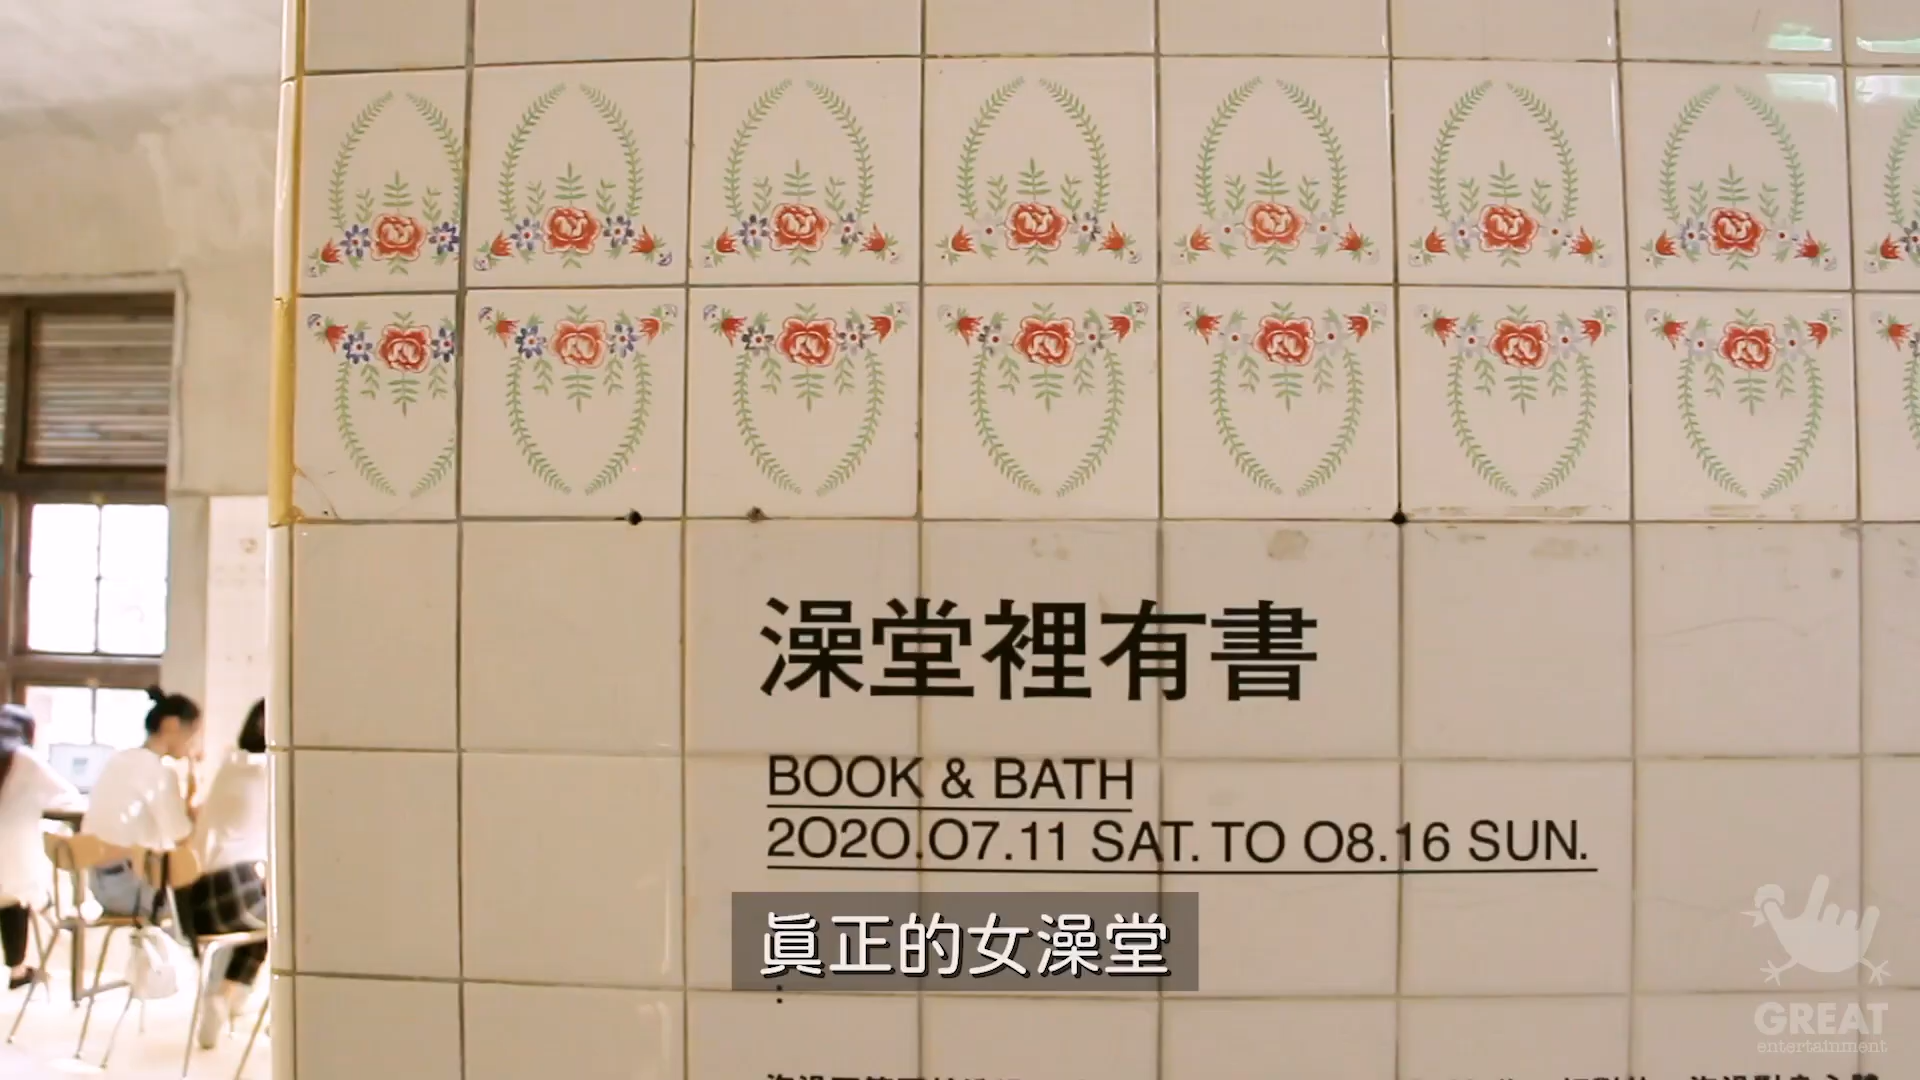 澡堂裡有書
BOOK & BATH
2020.07.11 SAT. TO 08.16 SUN.
眞正的女澡堂
:
GREAT
entertainment